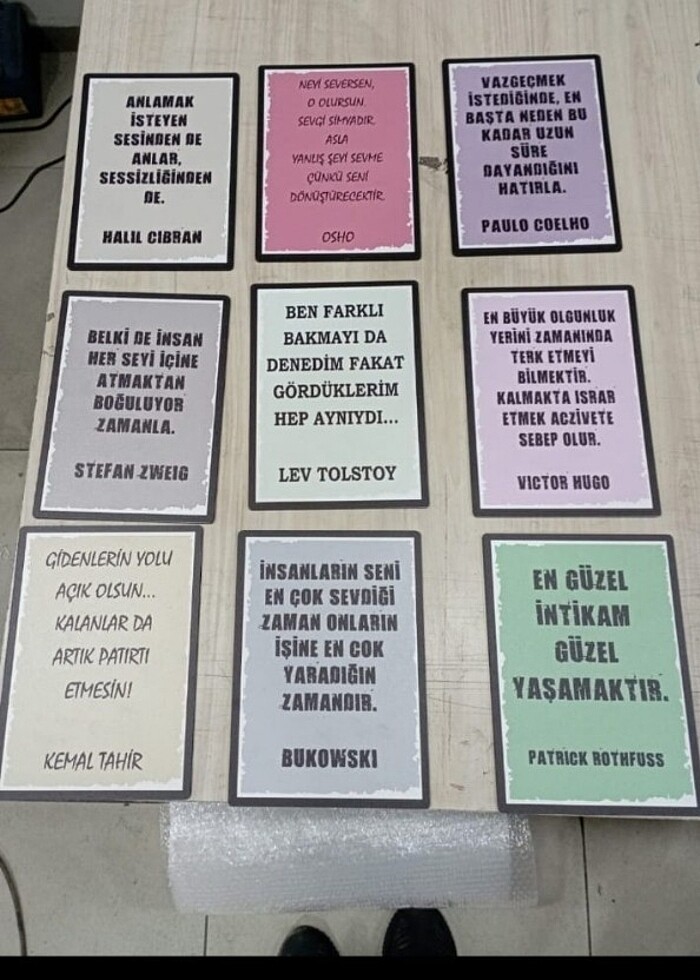 ANLAMAK
İSTEYEN
SESİNDEN DE
ANLAR,
SESSİZLİĞİNDEN
DE.
HALİL CİBRAN
NEYİ SEVERSEN,
O OLURSUN.
SEVGİ SİMYADIR.
ASLA
YANLIŞ ŞEYİ SEVME
ÇÜNKÜ SENİ
DÖNÜŞTÜRECEKTİR.
OSHO
VAZGEÇMEK
İSTEDİĞİNDE, EN
BAŞTA NEDEN BU
KADAR UZUN
SÜRE
DAYANDIĞINI
HATIRLA.
PAULO COELHO
BELKİ DE İNSAN
HER SEYİ İÇİNE
ATMAKTAN
BOĞULUYOR
ZAMANLA.
STEFAN ZWEIG
BEN FARKLI
BAKMAYI DA
DENEDİM FAKAT
GÖRDÜKLERİM
HEP AYNIYDI...
LEV TOLSTOY
EN BÜYÜK OLGUNLUK
YERİNİ ZAMANINDA
TERK ETMEYİ
BİLMEKTİR.
KALMAKTA ISRAR
ETMEK ACZİVETE
SEBEP OLUR.
VICTOR HUGO
GİDENLERİN YOLU
AÇIK OLSUN...
KALANLAR DA
ARTIK PATIRTI
ETMESİN!
KEMAL TAHİR
İNSANLARIN SENİ
EN ÇOK SEVDİĞİ
ZAMAN ONLARIN
İŞİNE EN COK
YARADIĞIN
ZAMANDIR.
BUKOWSKI
EN GÜZEL
İNTİKAM
GÜZEL
YAŞAMAKTIR.
PATRICK ROTHFUSS